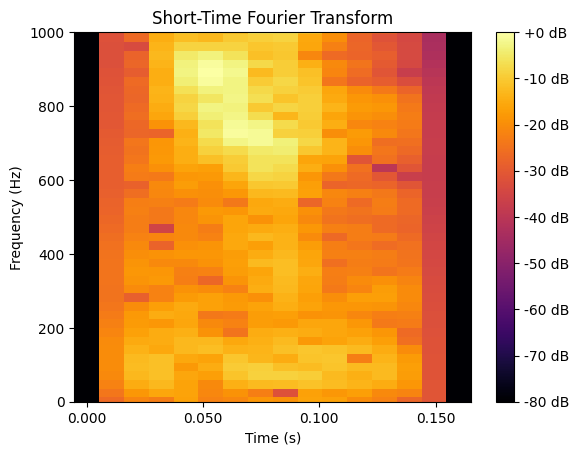 Short-Time Fourier Transform
1000
800
600
400
200
0
Frequency (Hz)
0.000
0.050
0.100
0.150
Time (s)
+0 dB
-10 dB
-20 dB
-30 dB
-40 dB
-50 dB
-60 dB
-70 dB
-80 dB